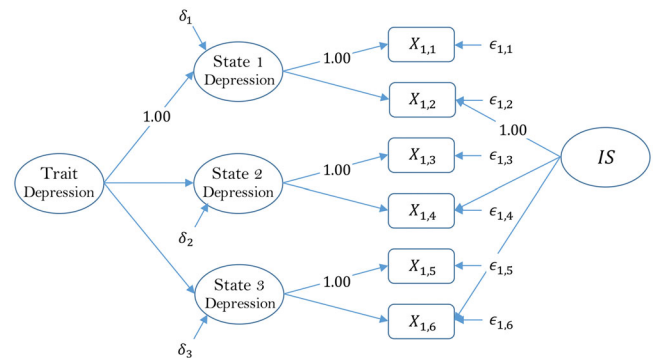 δ₁
State 1
Depression
1.00
X₁,₁
ϵ₁,₁
X₁,₂
ϵ₁,₂
1.00
1.00
Trait
Depression
State 2
Depression
δ₂
1.00
X₁,₃
ϵ₁,₃
X₁,₄
ϵ₁,₄
IS
State 3
Depression
δ₃
1.00
X₁,₅
ϵ₁,₅
X₁,₆
ϵ₁,₆